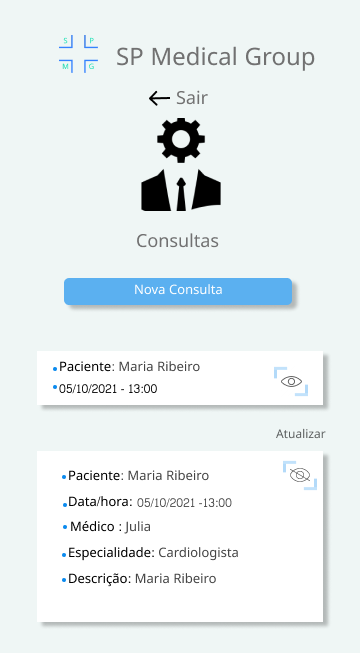 S P
M G
SP Medical Group
Sair
Consultas
Nova Consulta
Paciente: Maria Ribeiro
05/10/2021 - 13:00
Atualizar
Paciente: Maria Ribeiro
Data/hora: 05/10/2021 -13:00
Médico : Julia
Especialidade: Cardiologista
Descrição: Maria Ribeiro